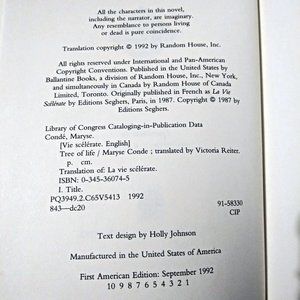 All the characters in this novel,
including the narrator, are imaginary.
Any resemblance to persons living
or dead is pure coincidence.
Translation copyright © 1992 by Random House, Inc.
All rights reserved under International and Pan-American
Copyright Conventions. Published in the United States by
Ballantine Books, a division of Random House, Inc., New York,
and simultaneously in Canada by Random House of Canada
Limited, Toronto. Originally published in French as La Vie
Scélérate by Editions Seghers, Paris, in 1987. Copyright © 1987 by
Editions Seghers.
Library of Congress Cataloging-in-Publication Data
Condé, Maryse.
[Vie scélérate. English]
Tree of life / Maryse Conde ; translated by Victoria Reiter.
p. cm.
Translation of: La vie scélérate.
ISBN: 0-345-36074-5
I. Title.
PQ3949.2.C65V5413 1992
843—dc20 91-58330
CIP
Text design by Holly Johnson
Manufactured in the United States of America
First American Edition: September 1992
10 9 8 7 6 5 4 3 2 1